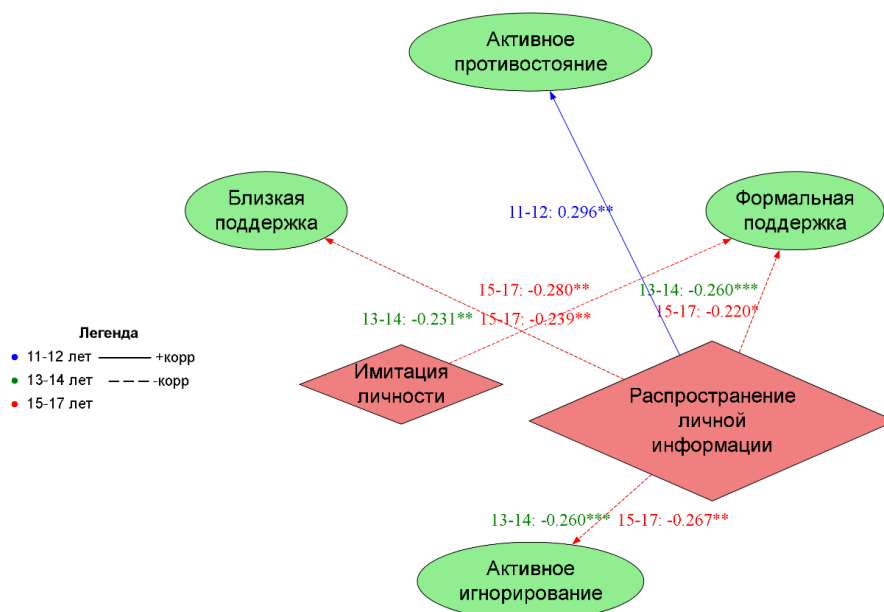 Активное
противостояние
Близкая
поддержка
Формальная
поддержка
11-12: 0.296**
15-17: -0.280**
13-14: -0.260***
13-14: -0.231**
15-17: -0.239**
15-17: -0.220*
Легенда
11-12 лет
+корр
13-14 лет
-корр
15-17 лет
Имитация
личности
Распространение
личной
информации
13-14: -0.260***
15-17: -0.267**
Активное
игнорирование